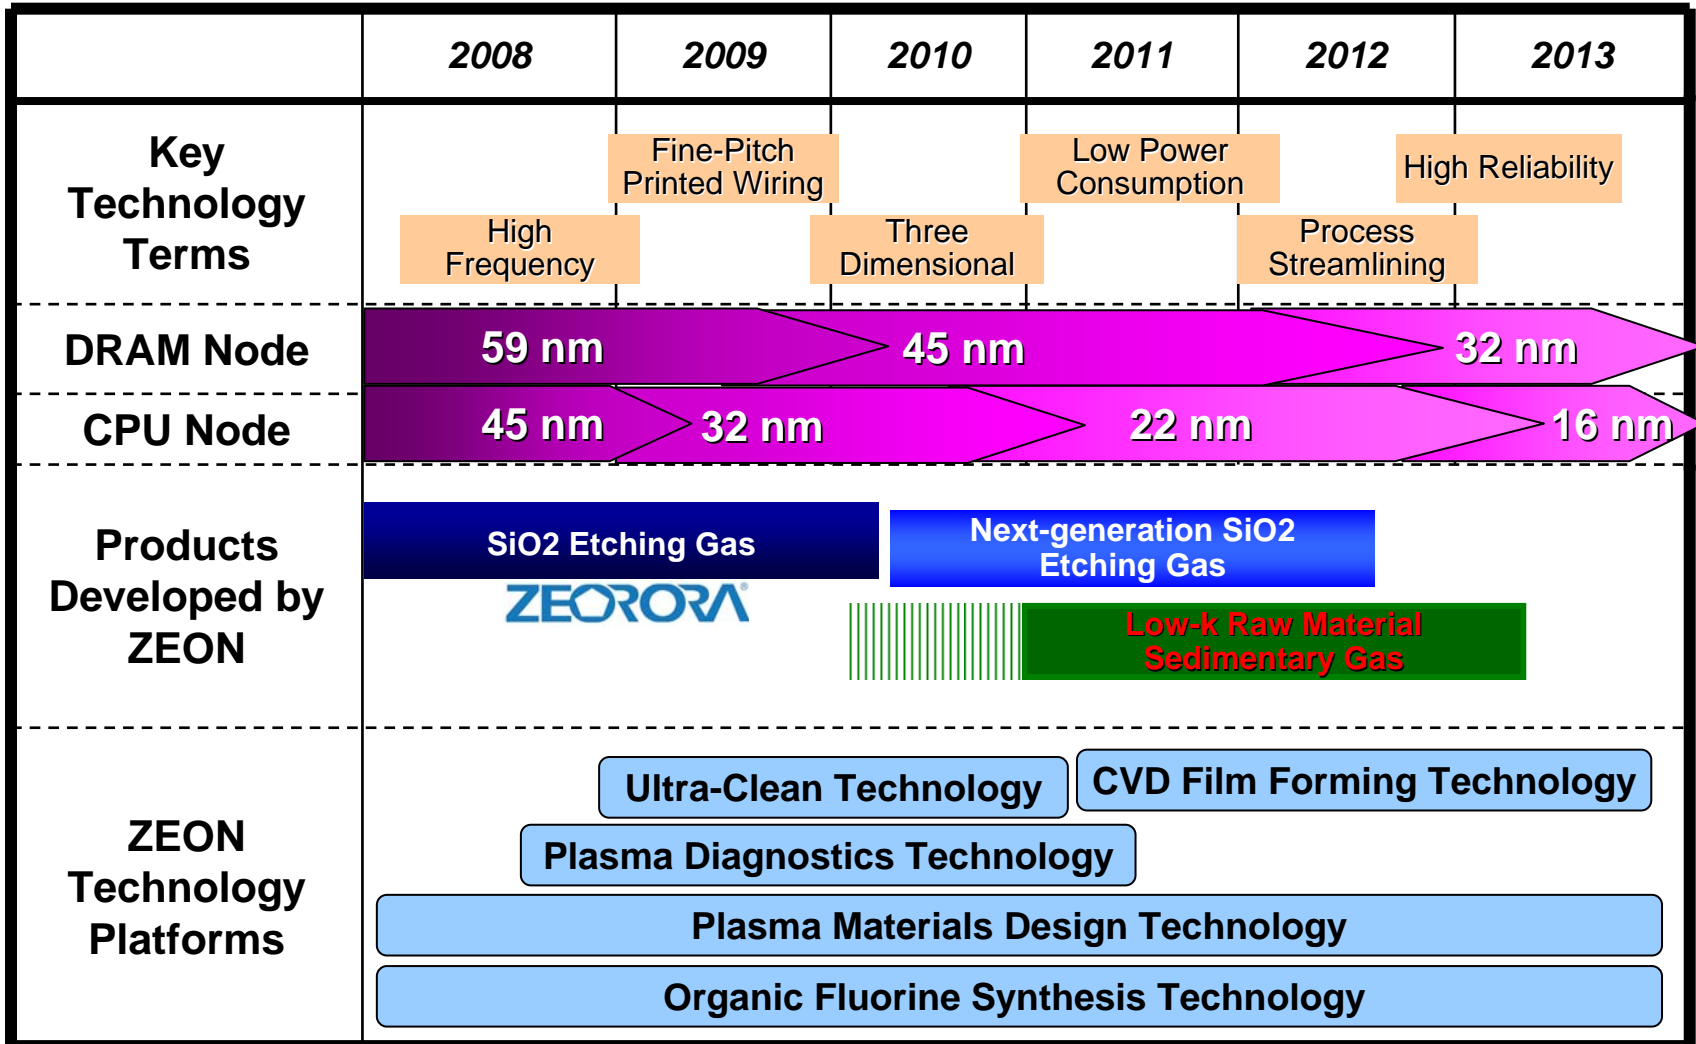 2008 2009 2010 2011 2012 2013
Key
Technology
Terms
Fine-Pitch
Printed Wiring
Low Power
Consumption
High Reliability
High
Frequency
Three
Dimensional
Process
Streamlining
DRAM Node
59 nm
45 nm
32 nm
CPU Node
45 nm
32 nm
22 nm
16 nm
Products
Developed by
ZEON
SiO2 Etching Gas
Next-generation SiO2
Etching Gas
ZEORORA®
Low-k Raw Material
Sedimentary Gas
ZEON
Technology
Platforms
Ultra-Clean Technology
CVD Film Forming Technology
Plasma Diagnostics Technology
Plasma Materials Design Technology
Organic Fluorine Synthesis Technology